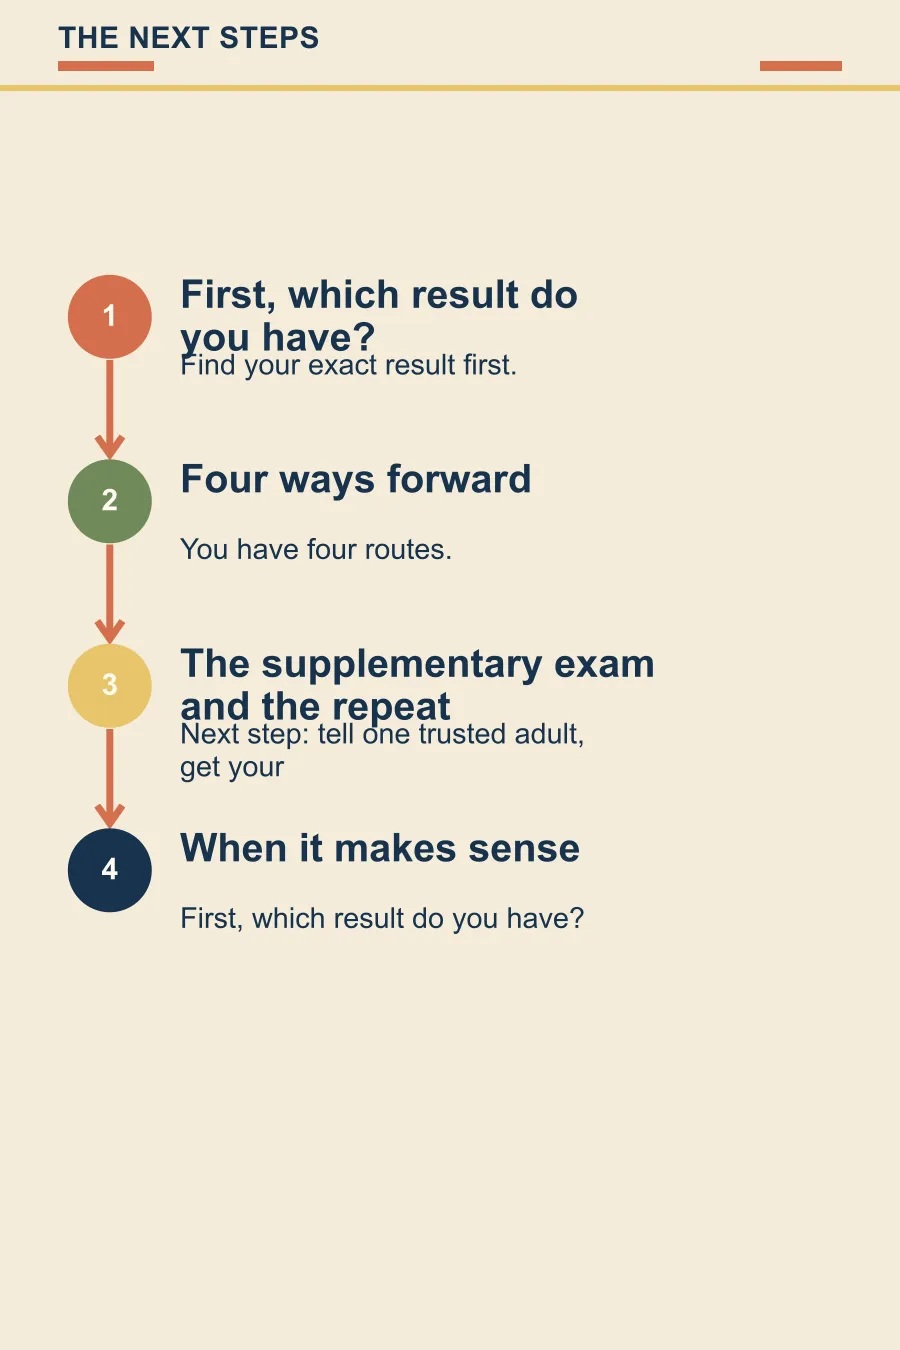 THE NEXT STEPS
1
First, which result do
you have?
Find your exact result first.
2
Four ways forward
You have four routes.
3
The supplementary exam
and the repeat
Next step: tell one trusted adult,
get your
4
When it makes sense
First, which result do you have?